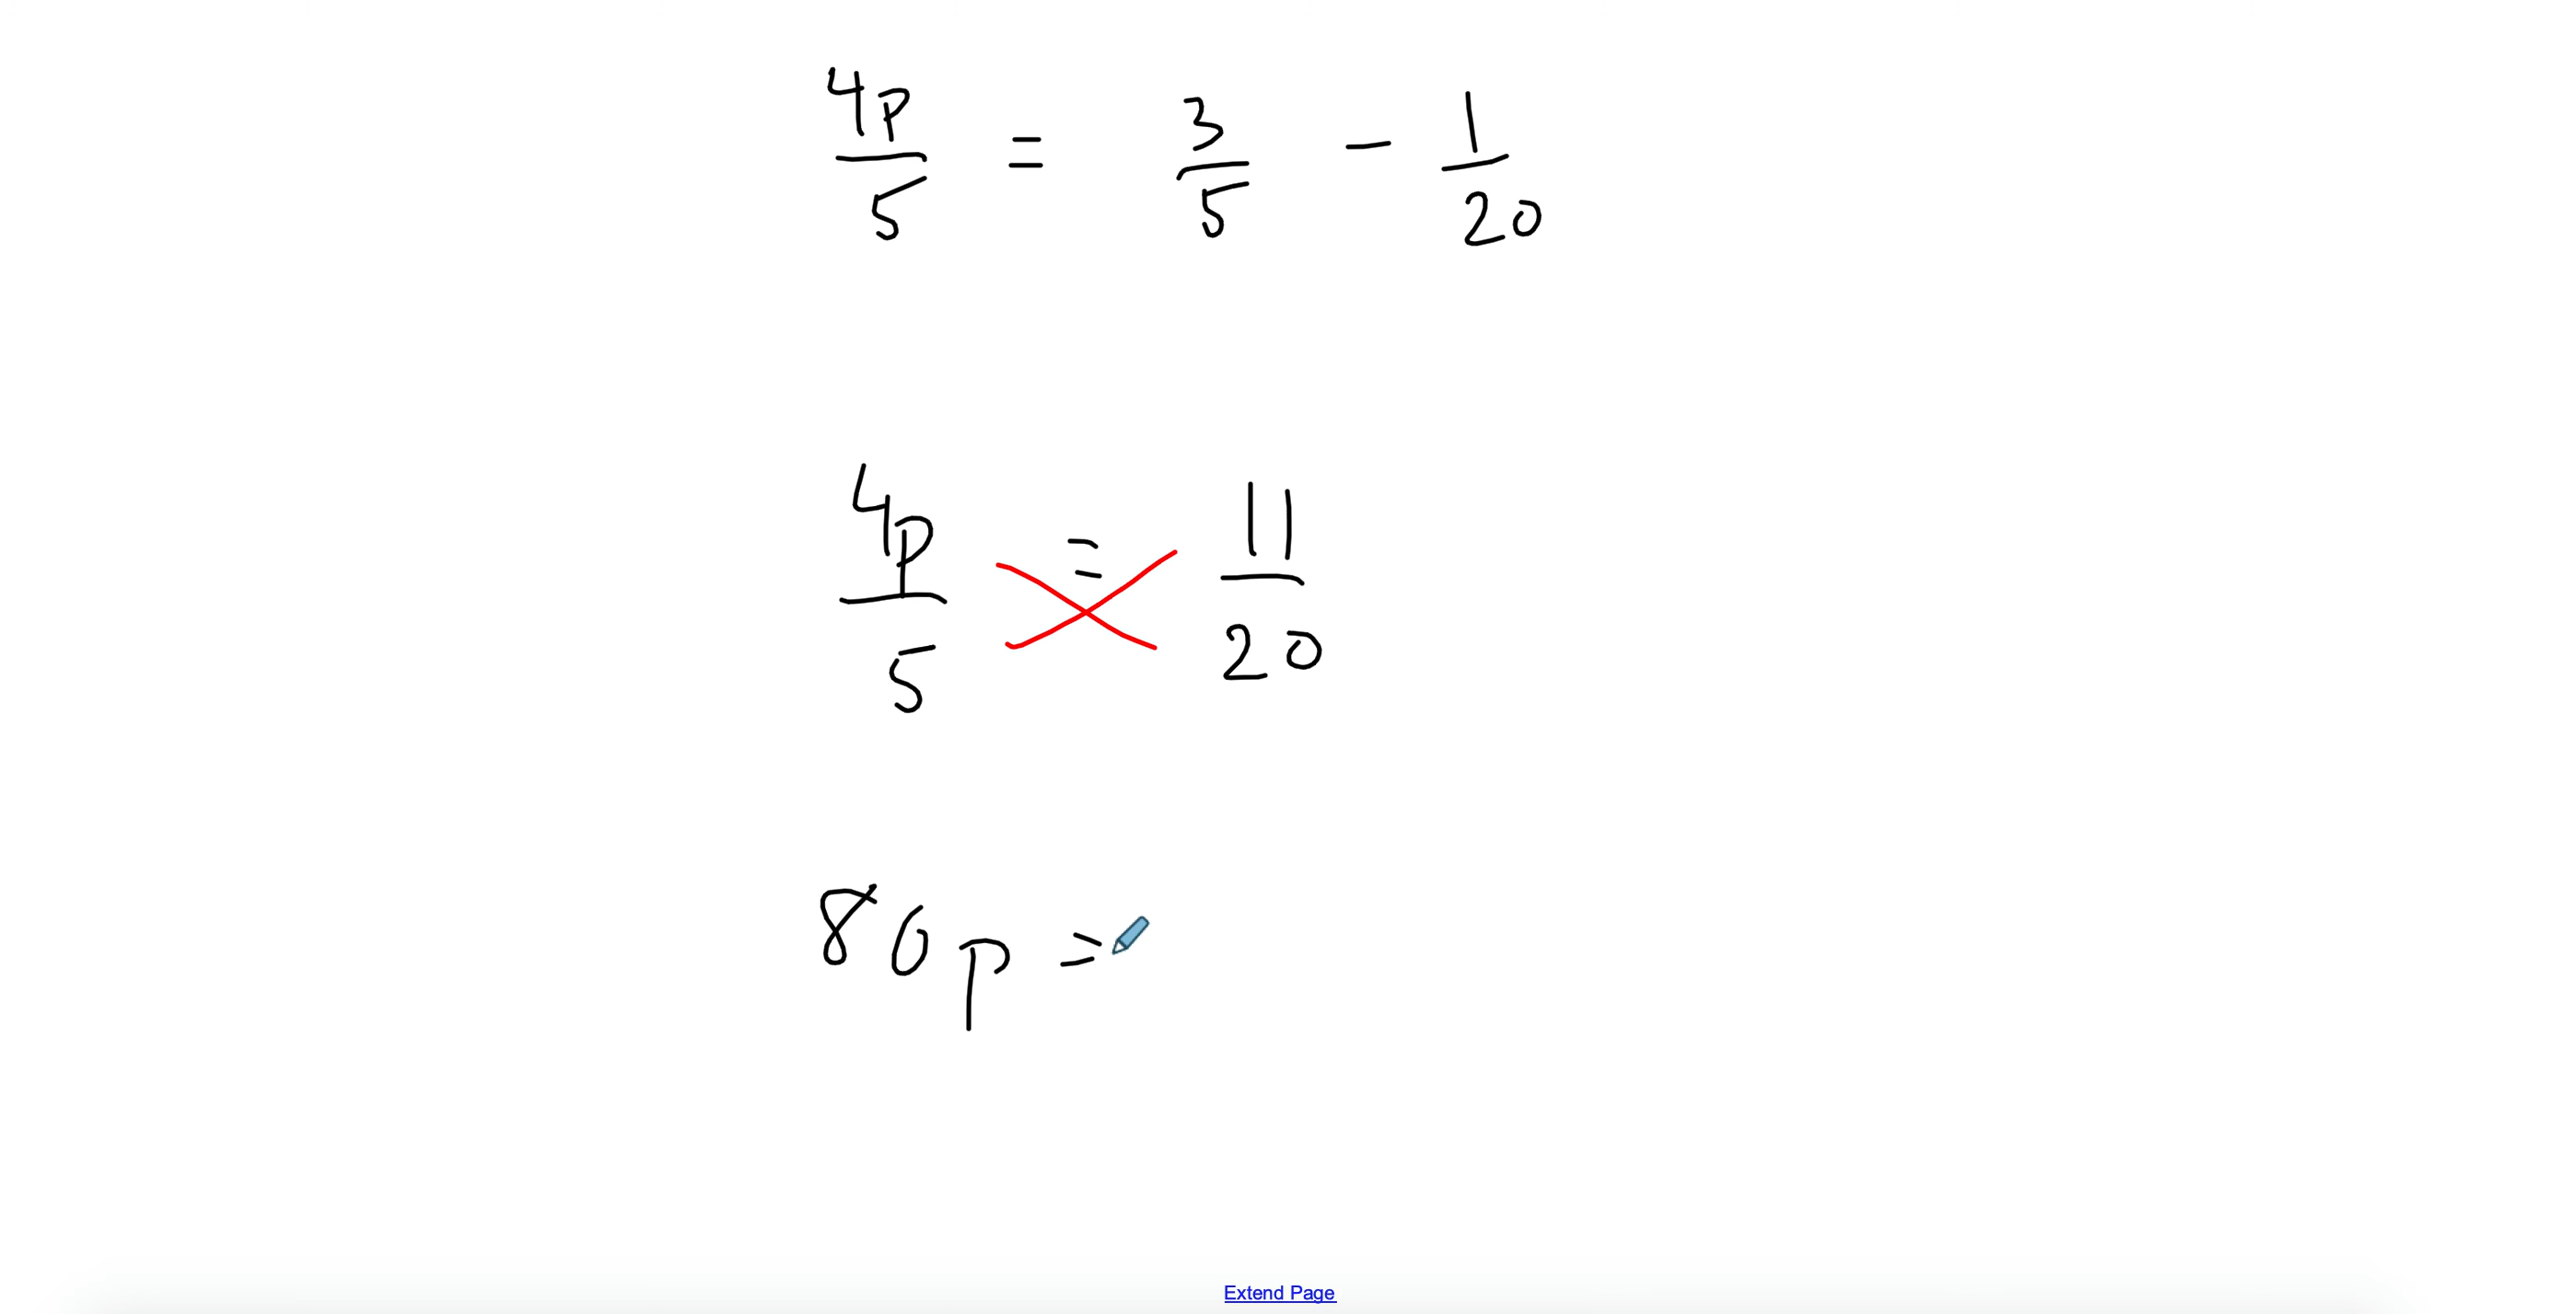 4p/5 = 3/5 - 1/20
4p/5 = 11/20
80p =
Extend Page